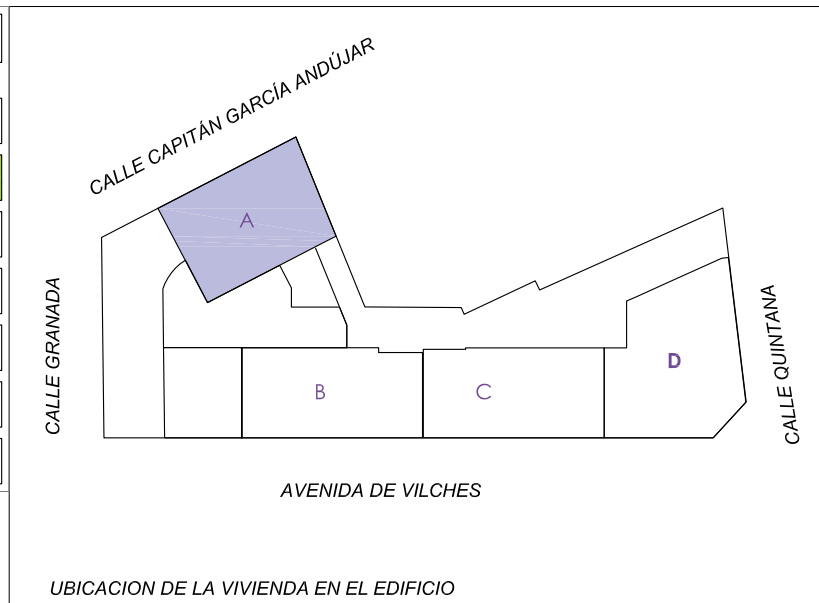 CALLE CAPITÁN GARCÍA ANDÚJAR
A
CALLE GRANADA
CALLE QUINTANA
B
C
D
AVENIDA DE VILCHES
UBICACION DE LA VIVIENDA EN EL EDIFICIO